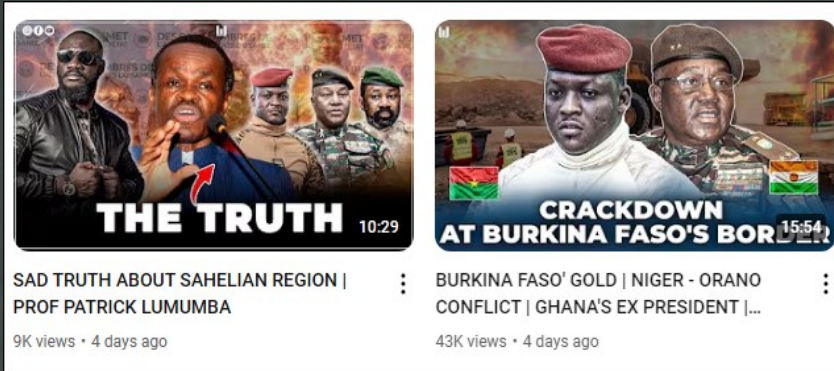 THE TRUTH
10:29
SAD TRUTH ABOUT SAHELIAN REGION |
PROF PATRICK LUMUMBA
9K views • 4 days ago
CRACKDOWN
AT BURKINA FASO'S BORDER
15:54
BURKINA FASO' GOLD | NIGER - ORANO
CONFLICT | GHANA'S EX PRESIDENT |...
43K views • 4 days ago